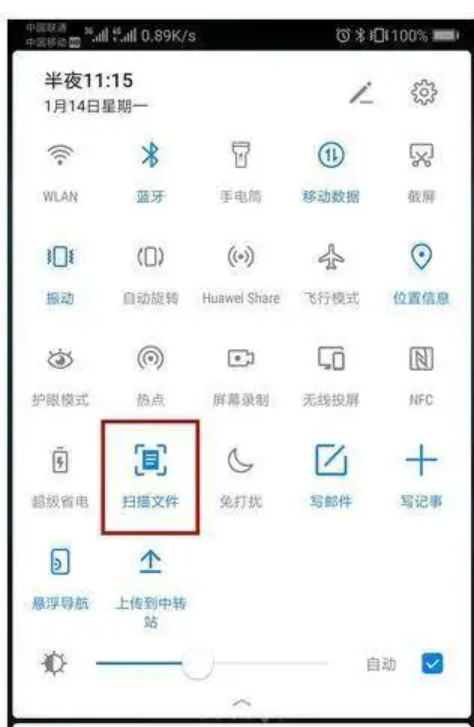 中国联通
中国移动 HD 3G 4G 0.89K/s 100%
半夜11:15
1月14日星期一
WLAN 蓝牙 手电筒 移动数据 截屏
振动 自动旋转 Huawei Share 飞行模式 位置信息
护眼模式 热点 屏幕录制 无线投屏 NFC
超级省电 扫描文件 免打扰 写邮件 写记事
悬浮导航 上传到中转
站
自动